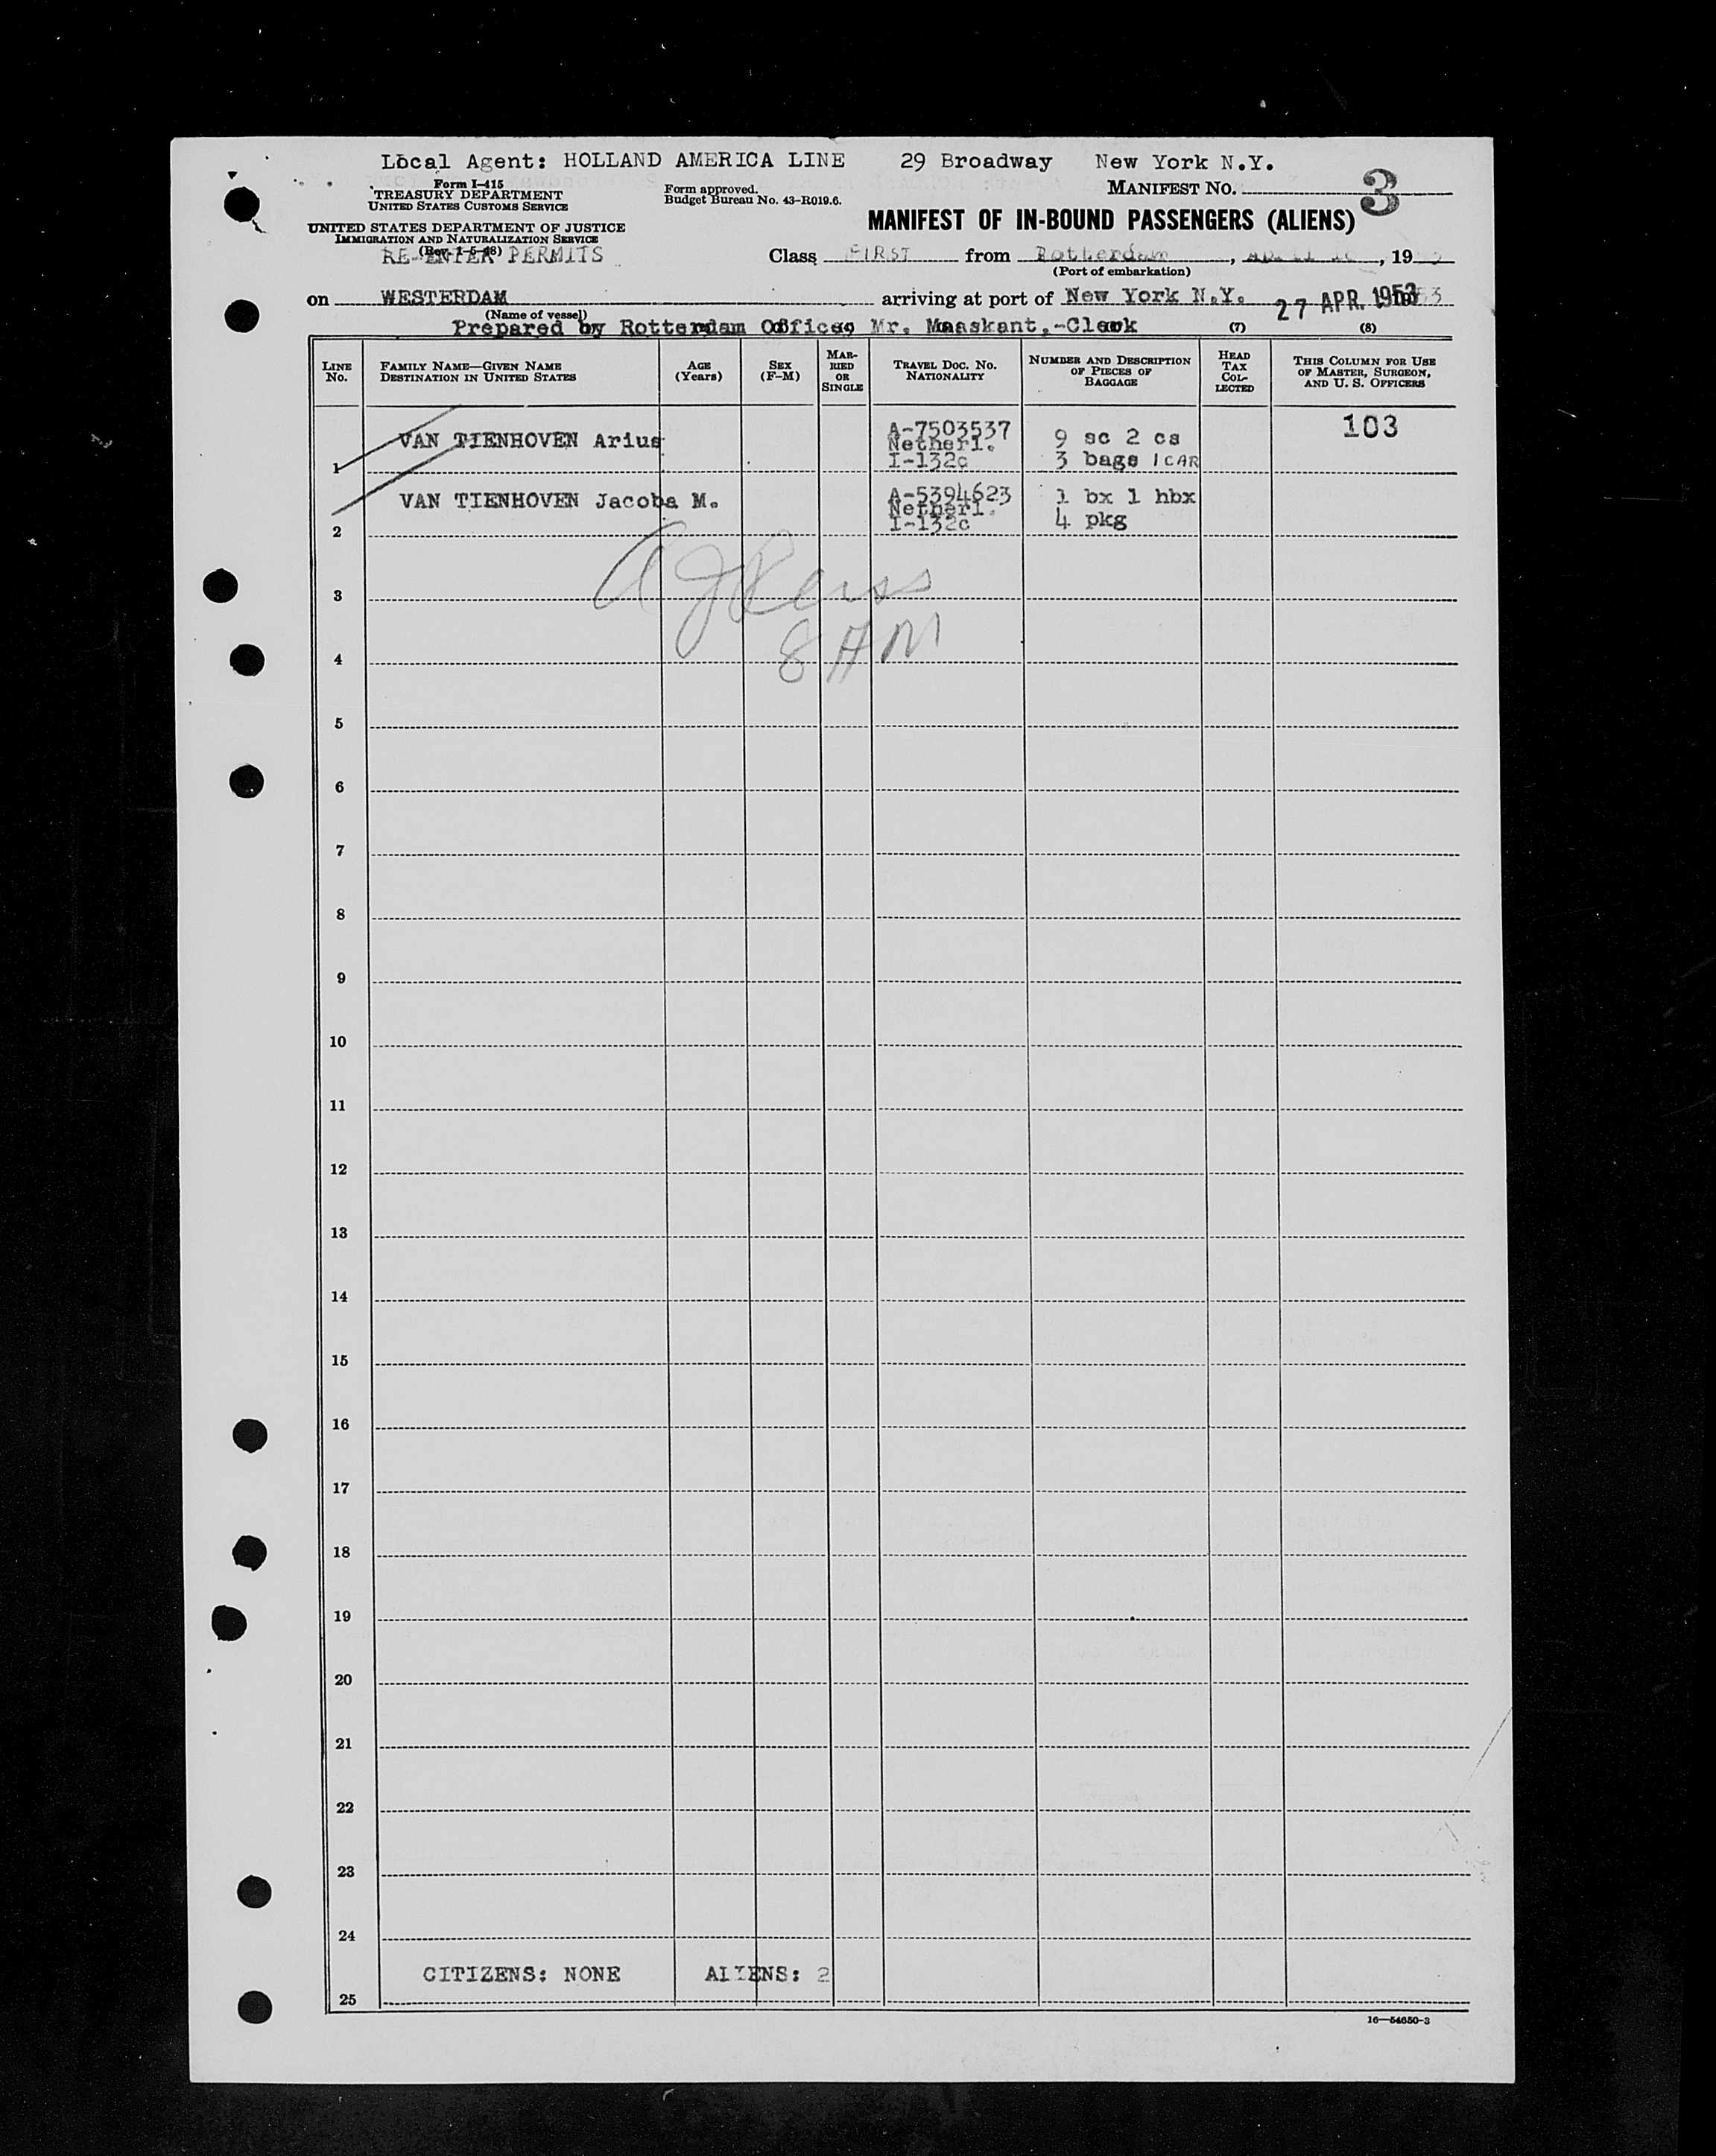 Local Agent: HOLLAND AMERICA LINE 29 Broadway New York N.Y.
Form I-415
TREASURY DEPARTMENT
UNITED STATES CUSTOMS SERVICE
Form approved.
Budget Bureau No. 43-R019.6.
MANIFEST NO. 3
UNITED STATES DEPARTMENT OF JUSTICE
IMMIGRATION AND NATURALIZATION SERVICE
(Rev. 1-5-48)
MANIFEST OF IN-BOUND PASSENGERS (ALIENS)
RE-ENTER PERMITS
Class FIRST from Rotterdam, 19
(Port of embarkation)
on WESTERDAM arriving at port of New York N.Y. 27 APR. 1953
(Name of vessel)
Prepared by Rotterdam Office, Mr. Maaskant,-Clerk (7) (8)
LINE No.
FAMILY NAME—GIVEN NAME
DESTINATION IN UNITED STATES
AGE (Years)
SEX (F-M)
MARRIED OR SINGLE
TRAVEL DOC. NO.
NATIONALITY
NUMBER AND DESCRIPTION OF PIECES OF BAGGAGE
HEAD TAX COLLECTED
THIS COLUMN FOR USE OF MASTER, SURGEON, AND U. S. OFFICERS
103
1 VAN TIENHOVEN Arius A-7503537 9 sc 2 cs
Netherl. I-132c 3 bags 1 CAR
2 VAN TIENHOVEN Jacoba M. A-5394623 1 bx 1 hbx
Netherl. I-132c 4 pkg
3
8 AM
4
5
6
7
8
9
10
11
12
13
14
15
16
17
18
19
20
21
22
23
24
CITIZENS: NONE ALIENS: 2
25
16—54650-3